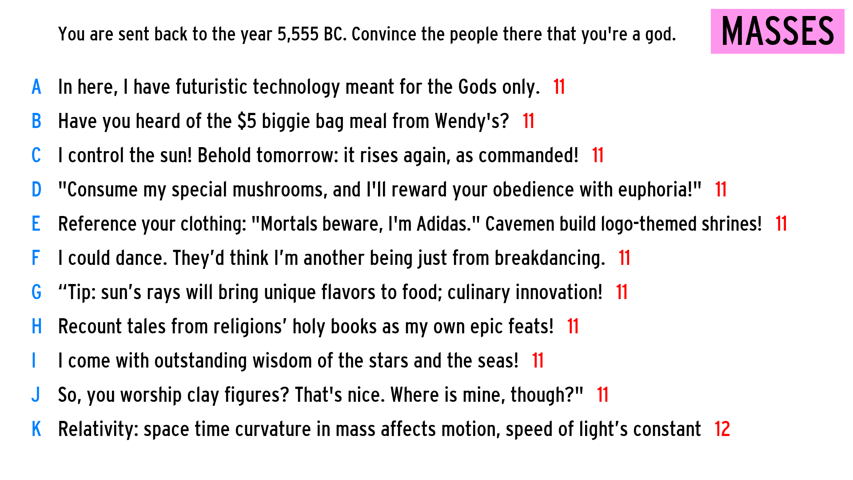 You are sent back to the year 5,555 BC. Convince the people there that you're a god. MASSES
A In here, I have futuristic technology meant for the Gods only. 11
B Have you heard of the $5 biggie bag meal from Wendy's? 11
C I control the sun! Behold tomorrow: it rises again, as commanded! 11
D "Consume my special mushrooms, and I'll reward your obedience with euphoria!" 11
E Reference your clothing: "Mortals beware, I'm Adidas." Cavemen build logo-themed shrines! 11
F I could dance. They’d think I’m another being just from breakdancing. 11
G “Tip: sun’s rays will bring unique flavors to food; culinary innovation! 11
H Recount tales from religions’ holy books as my own epic feats! 11
I I come with outstanding wisdom of the stars and the seas! 11
J So, you worship clay figures? That's nice. Where is mine, though?" 11
K Relativity: space time curvature in mass affects motion, speed of light’s constant 12